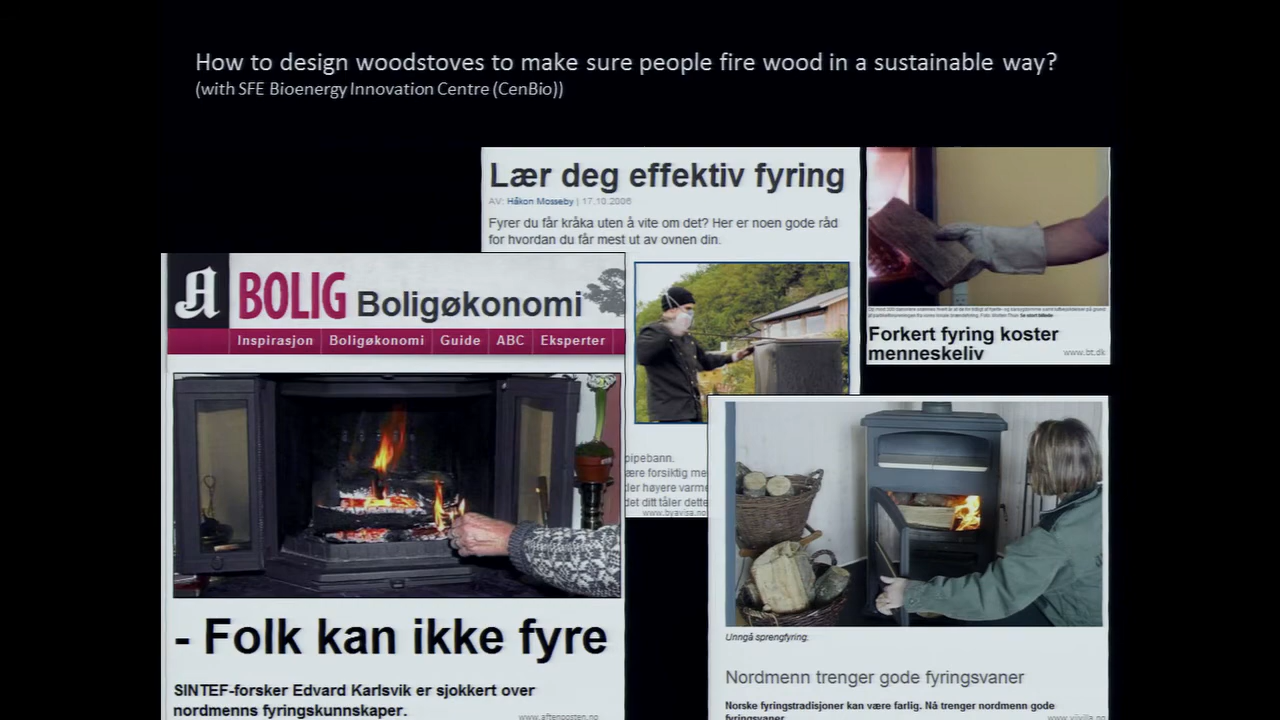 How to design woodstoves to make sure people fire wood in a sustainable way?
(with SFE Bioenergy Innovation Centre (CenBio))
Lær deg effektiv fyring
AV: Håkon Mosseby | 17.10.2006
Fyrer du får kråka uten å vite om det? Her er noen gode råd
for hvordan du får mest ut av ovnen din.
pipebann.
ære forsiktig me
der høyere varme
det ditt tåler dette
www.byavisa.no
Forkert fyring koster
menneskeliv
www.bt.dk
A BOLIG Boligøkonomi
Inspirasjon Boligøkonomi Guide ABC Eksperter
- Folk kan ikke fyre
SINTEF-forsker Edvard Karlsvik er sjokkert over
nordmenns fyringskunnskaper.
www.aftenposten.no
Unngå sprengfyring.
Nordmenn trenger gode fyringsvaner
Norske fyringstradisjoner kan være farlig. Nå trenger nordmenn gode
fyringsvaner